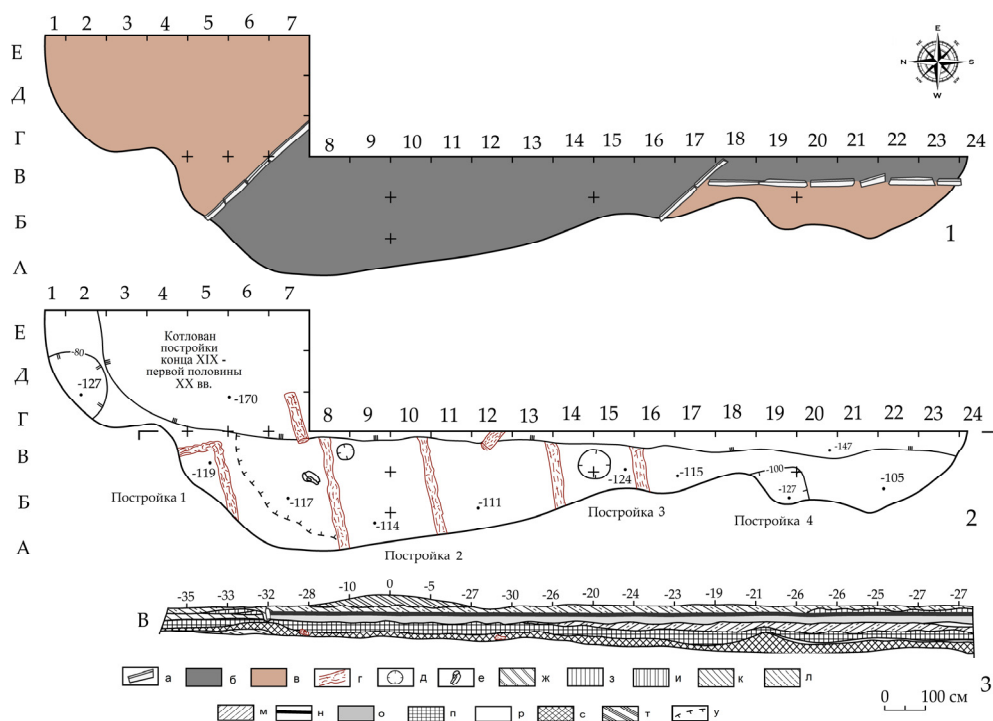 1 2 3 4 5 6 7
Е
Д
Г
8 9 10 11 12 13 14 15 16 17 18 19 20 21 22 23 24
В
Б
Л
1
E
NE
SE
N
S
NW
SW
W
1 2 3 4 5 6 7
Е
Д
Г
Котлован
постройки
конца XIX -
первой половины
XX вв.
-80
-127
-170
8 9 10 11 12 13 14 15 16 17 18 19 20 21 22 23 24
В
Б
А
-119
-117
-114
-111
-124
-115
-100
-127
-147
-105
Постройка 1
Постройка 2
Постройка 3
Постройка 4
2
-35 -33 -32 -28 -10 0 -5 -27 -30 -26 -20 -24 -23 -19 -21 -26 -26 -25 -27 -27
В
а б в г д е ж з и к л
3
м н о п р с т у
0 100 см